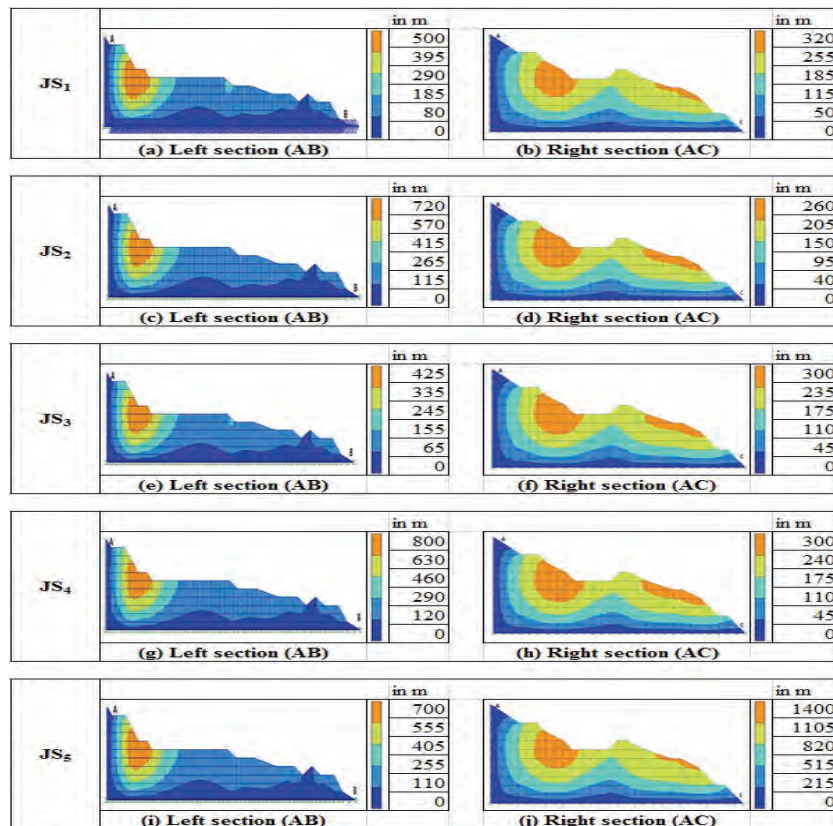 in m
in m
JS1
A
B
500
395
290
185
80
0
A
C
320
255
185
115
50
0
(a) Left section (AB)
(b) Right section (AC)
in m
in m
JS2
A
B
720
570
415
265
115
0
A
C
260
205
150
95
40
0
(c) Left section (AB)
(d) Right section (AC)
in m
in m
JS3
A
B
425
335
245
155
65
0
A
C
300
235
175
110
45
0
(e) Left section (AB)
(f) Right section (AC)
in m
in m
JS4
A
B
800
630
460
290
120
0
A
C
300
240
175
110
45
0
(g) Left section (AB)
(h) Right section (AC)
in m
in m
JS5
A
B
700
555
405
255
110
0
A
C
1400
1105
820
515
215
0
(i) Left section (AB)
(j) Right section (AC)